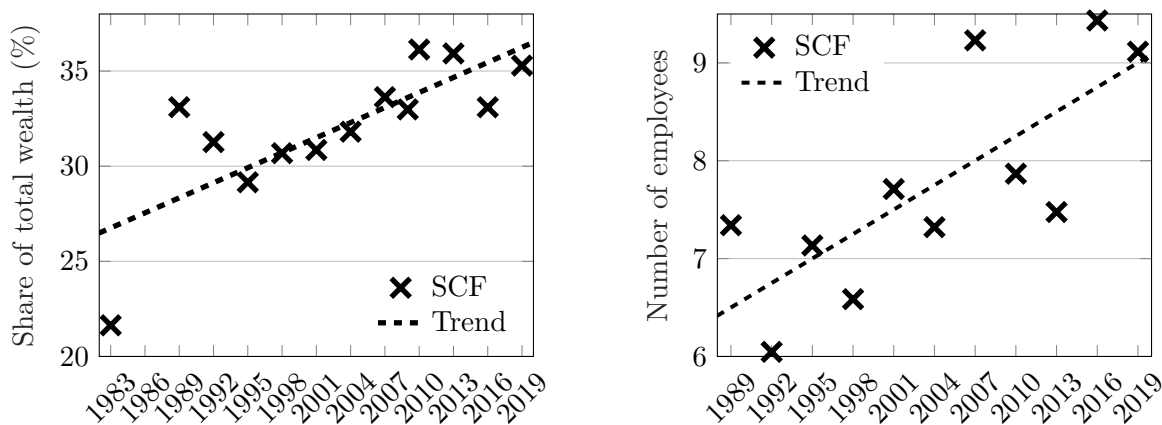 Share of total wealth (%)
35
30
25
20
SCF
Trend
1983 1986 1989 1992 1995 1998 2001 2004 2007 2010 2013 2016 2019
Number of employees
9
8
7
6
SCF
Trend
1989 1992 1995 1998 2001 2004 2007 2010 2013 2016 2019